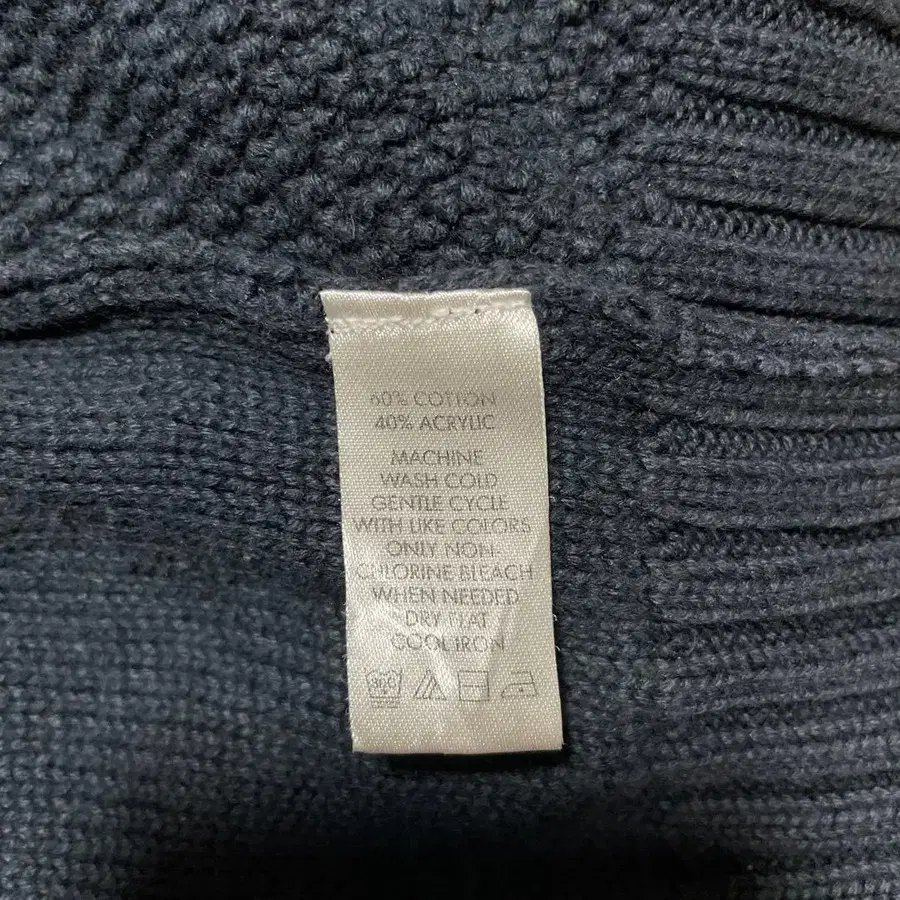 60% COTTON
40% ACRYLIC
MACHINE
WASH COLD
GENTLE CYCLE
WITH LIKE COLORS
ONLY NON-
CHLORINE BLEACH
WHEN NEEDED
DRY FLAT
COOL IRON